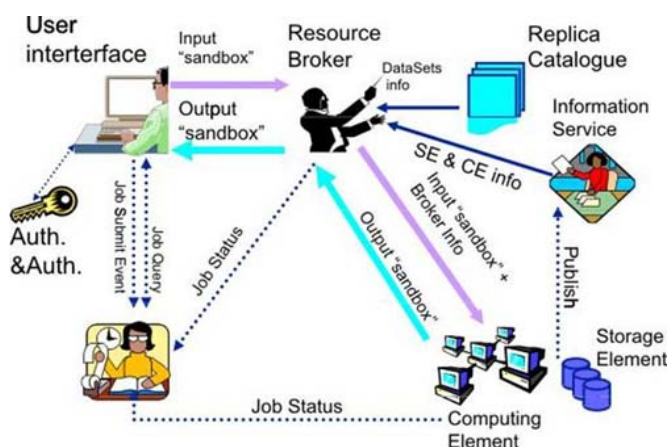 User
interterface
Input
“sandbox”
Resource
Broker
DataSets
info
Replica
Catalogue
Output
“sandbox”
Information
Service
SE & CE info
Auth.
&Auth.
Job Submit Event
Job Query
Job Status
Output “sandbox”
Input “sandbox” +
Broker Info
Publish
Storage
Element
Job Status
Computing
Element